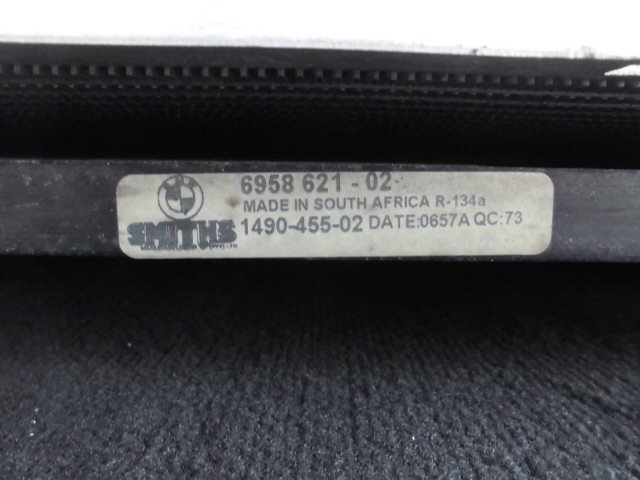 6958 621 - 02
MADE IN SOUTH AFRICA R-134a
SMITHS
1490-455-02 DATE:0657A QC:73